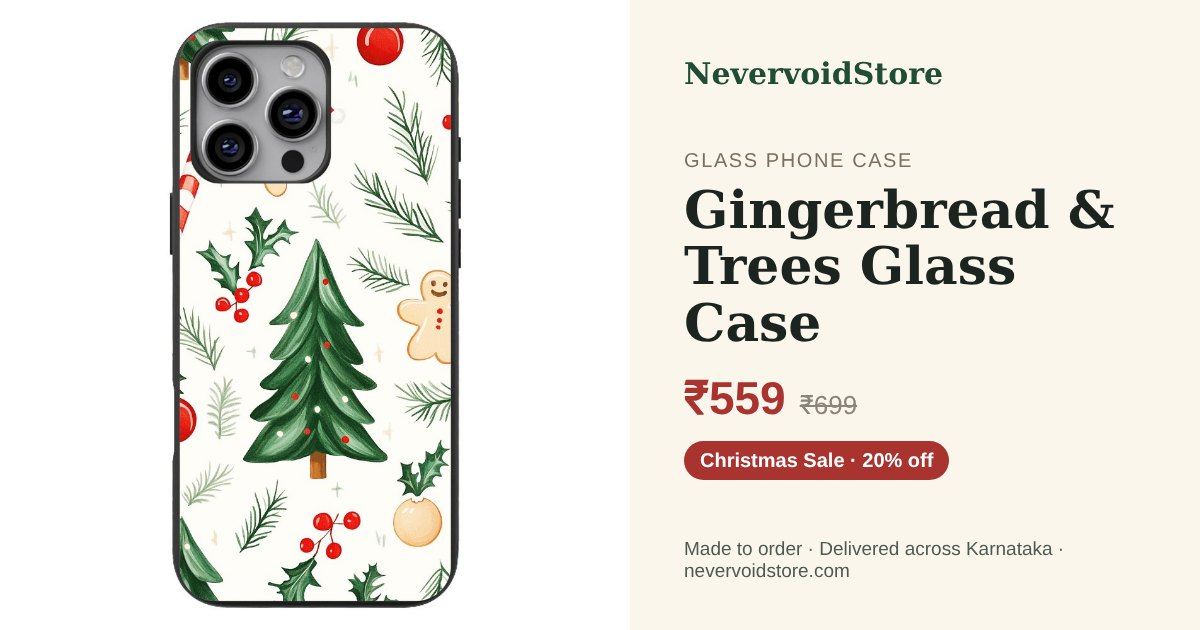 NevervoidStore
GLASS PHONE CASE
Gingerbread &
Trees Glass
Case
₹559 ₹699
Christmas Sale · 20% off
Made to order · Delivered across Karnataka ·
nevervoidstore.com